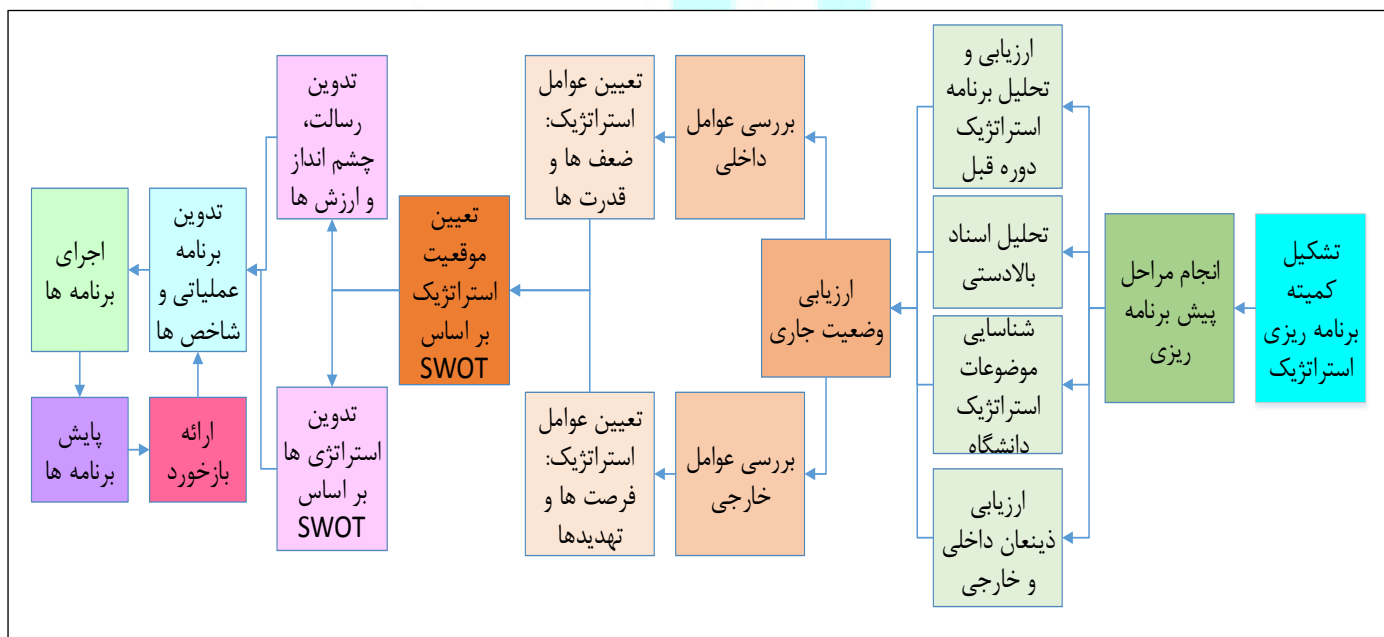 تشکیل
کمیته
برنامه ریزی
استراتژیک
انجام مراحل
پیش برنامه
ریزی
ارزیابی و
تحلیل برنامه
استراتژیک
دوره قبل
تحلیل اسناد
بالادستی
شناسایی
موضوعات
استراتژیک
دانشگاه
ارزیابی
ذینعان داخلی
و خارجی
ارزیابی
وضعیت جاری
بررسی عوامل
داخلی
بررسی عوامل
خارجی
تعیین عوامل
استراتژیک:
ضعف ها و
قدرت ها
تعیین عوامل
استراتژیک:
فرصت ها و
تهدیدها
تعیین
موقعیت
استراتژیک
بر اساس
SWOT
تدوین
رسالت،
چشم انداز
و ارزش ها
تدوین
استراتژی ها
بر اساس
SWOT
تدوین
برنامه
عملیاتی و
شاخص ها
اجرای
برنامه ها
پایش
برنامه ها
ارائه
بازخورد